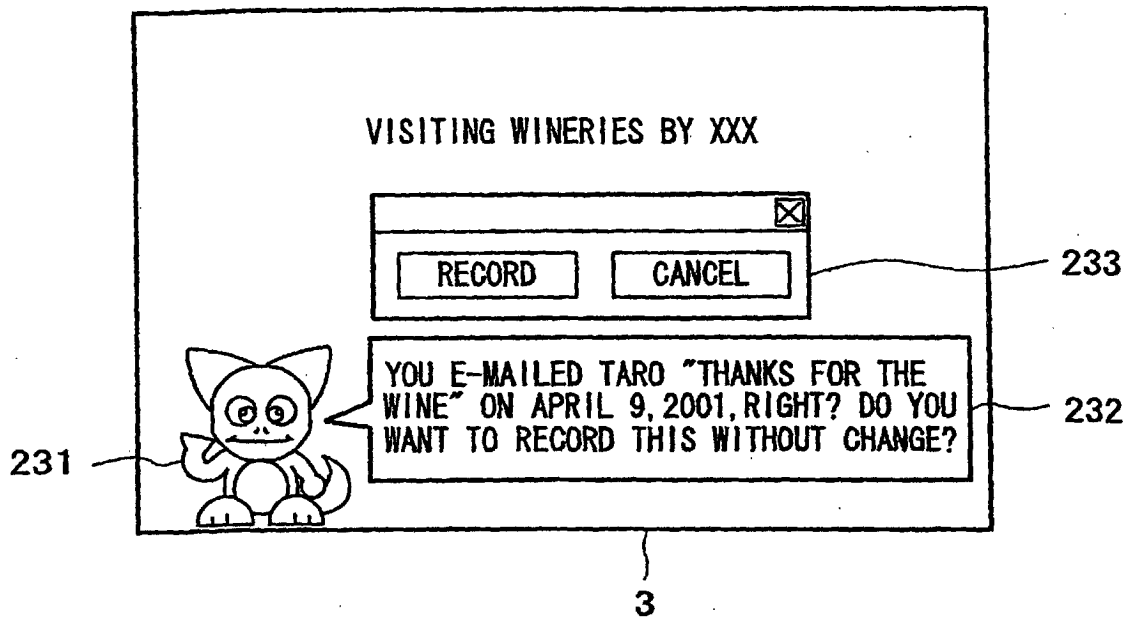 VISITING WINERIES BY XXX
RECORD CANCEL
233
YOU E-MAILED TARO "THANKS FOR THE
WINE" ON APRIL 9, 2001, RIGHT? DO YOU
WANT TO RECORD THIS WITHOUT CHANGE?
232
231
3